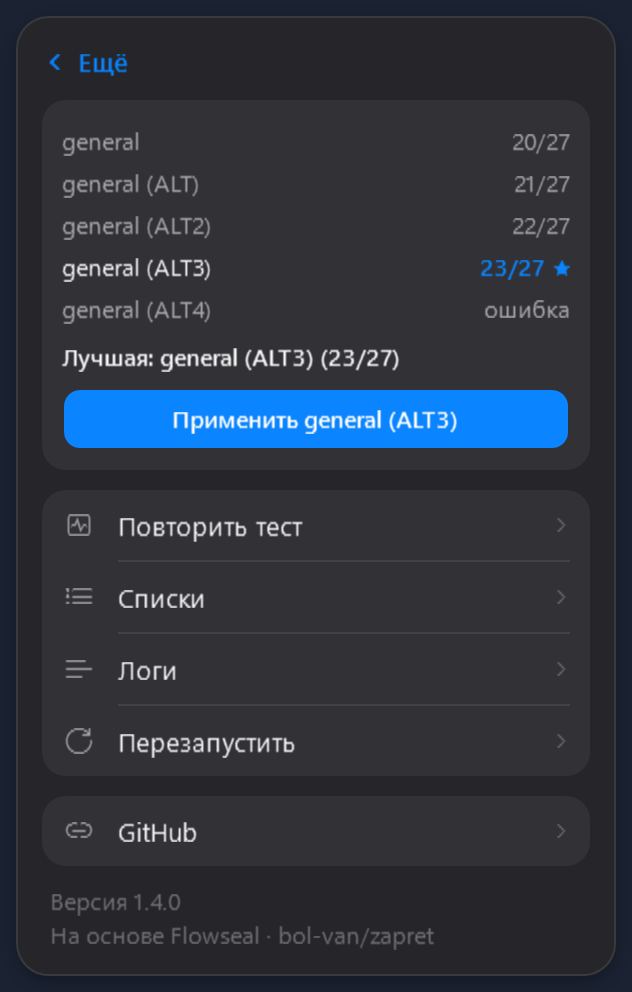 Ещё
general 20/27
general (ALT) 21/27
general (ALT2) 22/27
general (ALT3) 23/27 ★
general (ALT4) ошибка
Лучшая: general (ALT3) (23/27)
Применить general (ALT3)
Повторить тест
Списки
Логи
Перезапустить
GitHub
Версия 1.4.0
На основе Flowseal · bol-van/zapret